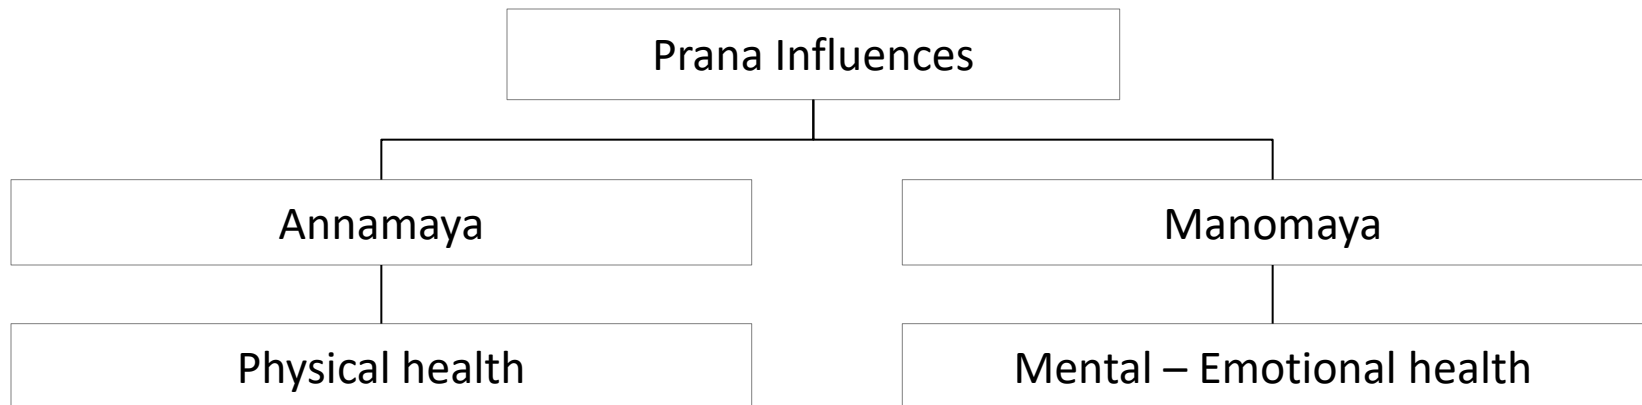 Prana Influences
Annamaya
Manomaya
Physical health
Mental – Emotional health